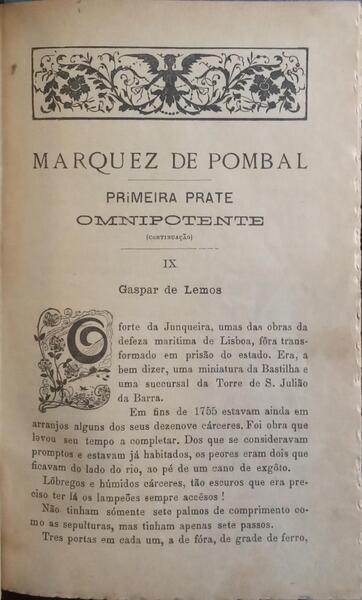 MARQUEZ DE POMBAL
PRIMEIRA PRATE
OMNIPOTENTE
(CONTINUAÇÃO)
IX
Gaspar de Lemos
O forte da Junqueira, umas das obras da
defeza maritima de Lisboa, fôra trans-
formado em prisão do estado. Era, a
bem dizer, uma miniatura da Bastilha e
uma succursal da Torre de S. Julião
da Barra.
Em fins de 1755 estavam ainda em
arranjos alguns dos seus dezenove cárceres. Foi obra que
levou seu tempo a completar. Dos que se consideravam
promptos e estavam já habitados, os peores eram dois que
ficavam do lado do rio, ao pé de um cano de exgôto.
Lôbregos e húmidos cárceres, tão escuros que era pre-
ciso ter lá os lampeões sempre accêsos!
Não tinham sómente sete palmos de comprimento co-
mo as sepulturas, mas tinham apenas sete passos.
Tres portas em cada um, a de fóra, de grade de ferro,